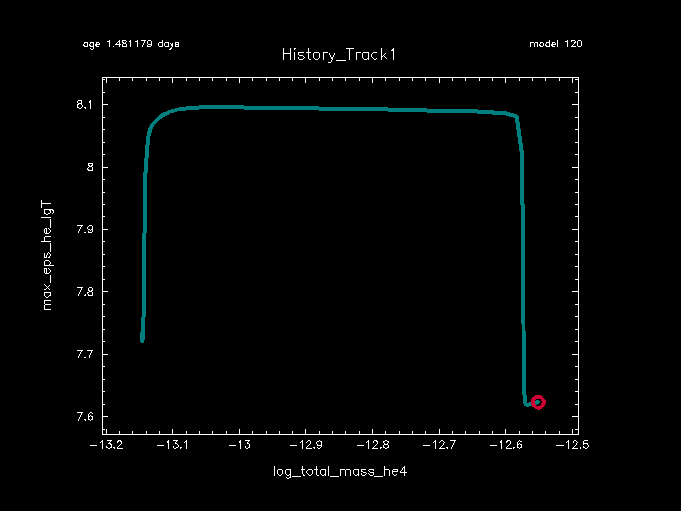 age 1.481179 days
model 120
History_Track1
8.1
8
7.9
7.8
7.7
7.6
max_eps_he_lgT
-13.2
-13.1
-13
-12.9
-12.8
-12.7
-12.6
-12.5
log_total_mass_he4